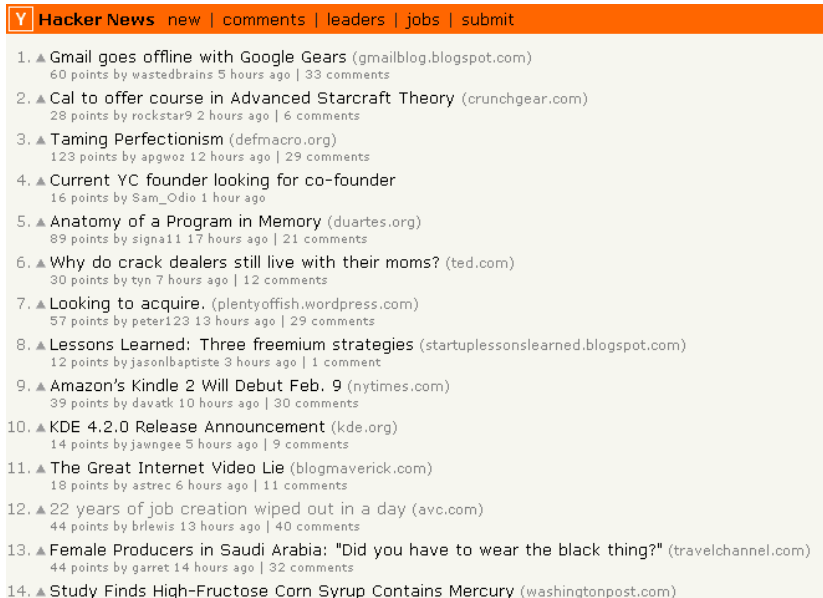 Y Hacker News new | comments | leaders | jobs | submit
1. Gmail goes offline with Google Gears (gmailblog.blogspot.com)
60 points by wastedbrains 5 hours ago | 33 comments
2. Cal to offer course in Advanced Starcraft Theory (crunchgear.com)
28 points by rockstar9 2 hours ago | 6 comments
3. Taming Perfectionism (defmacro.org)
123 points by apgwoz 12 hours ago | 29 comments
4. Current YC founder looking for co-founder
16 points by Sam_Odio 1 hour ago
5. Anatomy of a Program in Memory (duartes.org)
89 points by signa11 17 hours ago | 21 comments
6. Why do crack dealers still live with their moms? (ted.com)
30 points by tyn 7 hours ago | 12 comments
7. Looking to acquire. (plentyoffish.wordpress.com)
57 points by peter123 13 hours ago | 29 comments
8. Lessons Learned: Three freemium strategies (startuplessonslearned.blogspot.com)
12 points by jasonlbaptiste 3 hours ago | 1 comment
9. Amazon's Kindle 2 Will Debut Feb. 9 (nytimes.com)
39 points by davatk 10 hours ago | 30 comments
10. KDE 4.2.0 Release Announcement (kde.org)
14 points by jawngee 5 hours ago | 9 comments
11. The Great Internet Video Lie (blogmaverick.com)
18 points by astrec 6 hours ago | 11 comments
12. 22 years of job creation wiped out in a day (avc.com)
44 points by brlewis 13 hours ago | 40 comments
13. Female Producers in Saudi Arabia: "Did you have to wear the black thing?" (travelchannel.com)
44 points by garret 14 hours ago | 32 comments
14. Study Finds High-Fructose Corn Syrup Contains Mercury (washingtonpost.com)